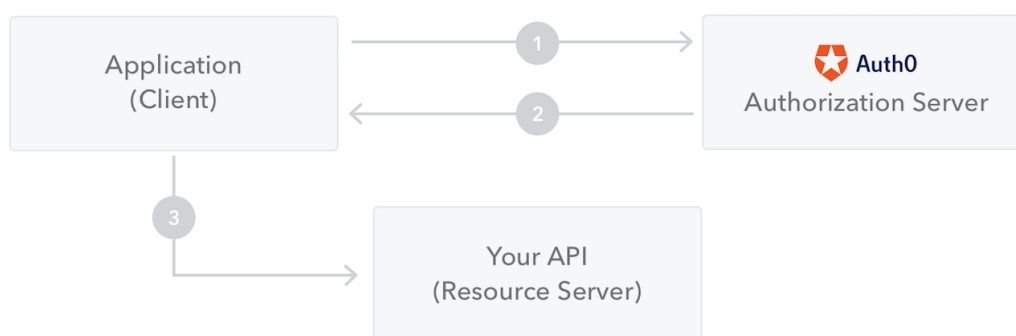 Application
(Client)
1
Auth0
Authorization Server
2
3
Your API
(Resource Server)